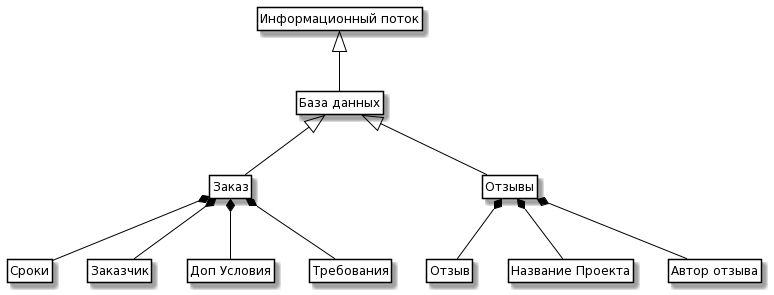 Информационный поток
База данных
Заказ
Отзывы
Сроки
Заказчик
Доп Условия
Требования
Отзыв
Название Проекта
Автор отзыва